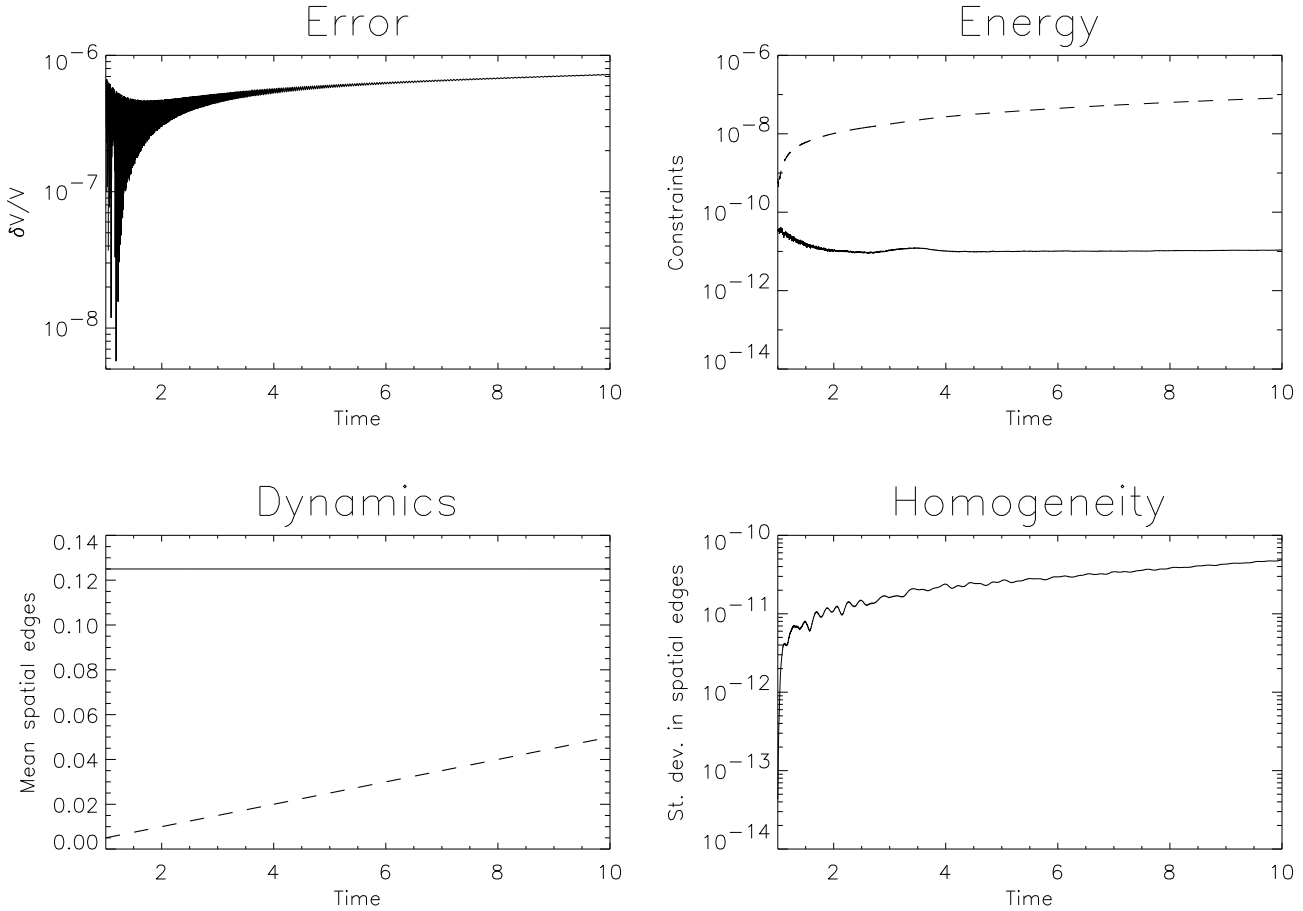 Error
Energy
10−6
10−7
10−8
δV/V
2 4 6 8 10
Time
10−6
10−8
10−10
10−12
10−14
Constraints
2 4 6 8 10
Time
Dynamics
Homogeneity
0.14
0.12
0.10
0.08
0.06
0.04
0.02
0.00
Mean spatial edges
2 4 6 8 10
Time
10−10
10−11
10−12
10−13
10−14
St. dev. in spatial edges
2 4 6 8 10
Time